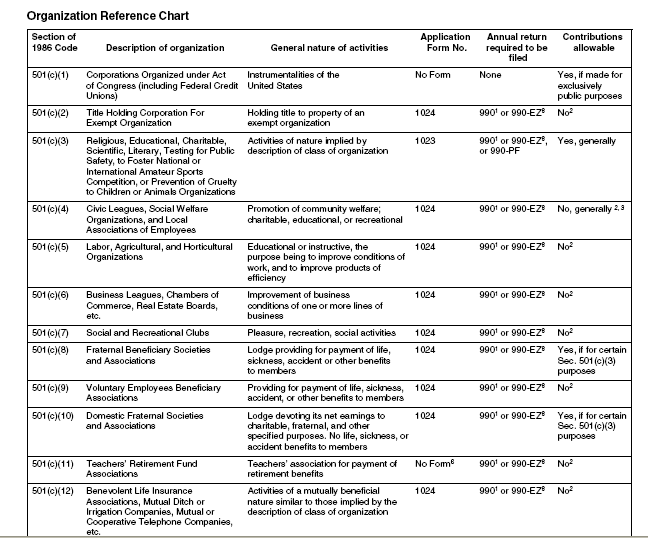 Organization Reference Chart
Section of 1986 Code | Description of organization | General nature of activities | Application Form No. | Annual return required to be filed | Contributions allowable
501(c)(1) | Corporations Organized under Act of Congress (including Federal Credit Unions) | Instrumentalities of the United States | No Form | None | Yes, if made for exclusively public purposes
501(c)(2) | Title Holding Corporation For Exempt Organization | Holding title to property of an exempt organization | 1024 | 990¹ or 990-EZ⁸ | No²
501(c)(3) | Religious, Educational, Charitable, Scientific, Literary, Testing for Public Safety, to Foster National or International Amateur Sports Competition, or Prevention of Cruelty to Children or Animals Organizations | Activities of nature implied by description of class of organization | 1023 | 990¹ or 990-EZ⁸, or 990-PF | Yes, generally
501(c)(4) | Civic Leagues, Social Welfare Organizations, and Local Associations of Employees | Promotion of community welfare; charitable, educational, or recreational | 1024 | 990¹ or 990-EZ⁸ | No, generally ²,³
501(c)(5) | Labor, Agricultural, and Horticultural Organizations | Educational or instructive, the purpose being to improve conditions of work, and to improve products of efficiency | 1024 | 990¹ or 990-EZ⁸ | No²
501(c)(6) | Business Leagues, Chambers of Commerce, Real Estate Boards, etc. | Improvement of business conditions of one or more lines of business | 1024 | 990¹ or 990-EZ⁸ | No²
501(c)(7) | Social and Recreational Clubs | Pleasure, recreation, social activities | 1024 | 990¹ or 990-EZ⁸ | No²
501(c)(8) | Fraternal Beneficiary Societies and Associations | Lodge providing for payment of life, sickness, accident or other benefits to members | 1024 | 990¹ or 990-EZ⁸ | Yes, if for certain Sec. 501(c)(3) purposes
501(c)(9) | Voluntary Employees Beneficiary Associations | Providing for payment of life, sickness, accident, or other benefits to members | 1024 | 990¹ or 990-EZ⁸ | No²
501(c)(10) | Domestic Fraternal Societies and Associations | Lodge devoting its net earnings to charitable, fraternal, and other specified purposes. No life, sickness, or accident benefits to members | 1024 | 990¹ or 990-EZ⁸ | Yes, if for certain Sec. 501(c)(3) purposes
501(c)(11) | Teachers' Retirement Fund Associations | Teachers' association for payment of retirement benefits | No Form⁶ | 990¹ or 990-EZ⁸ | No²
501(c)(12) | Benevolent Life Insurance Associations, Mutual Ditch or Irrigation Companies, Mutual or Cooperative Telephone Companies, etc. | Activities of a mutually beneficial nature similar to those implied by the description of class of organization | 1024 | 990¹ or 990-EZ⁸ | No²